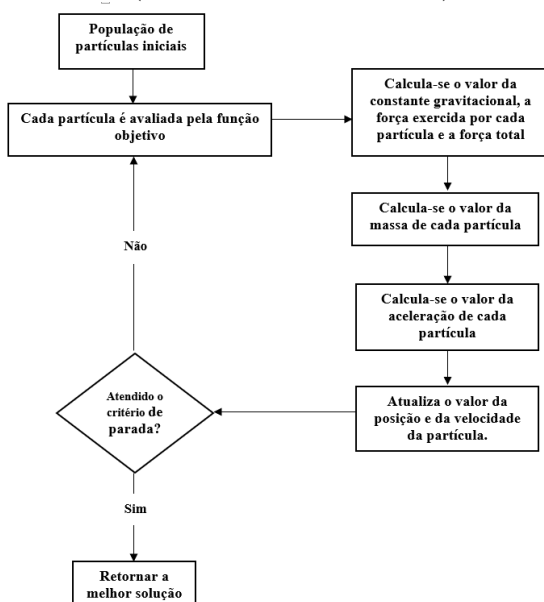 População de
partículas iniciais
Cada partícula é avaliada pela função
objetivo
Calcula-se o valor da
constante gravitacional, a
força exercida por cada
partícula e a força total
Calcula-se o valor da
massa de cada partícula
Calcula-se o valor da
aceleração de cada
partícula
Atualiza o valor da
posição e da velocidade
da partícula.
Atendido o
critério de
parada?
Não
Sim
Retornar a
melhor solução